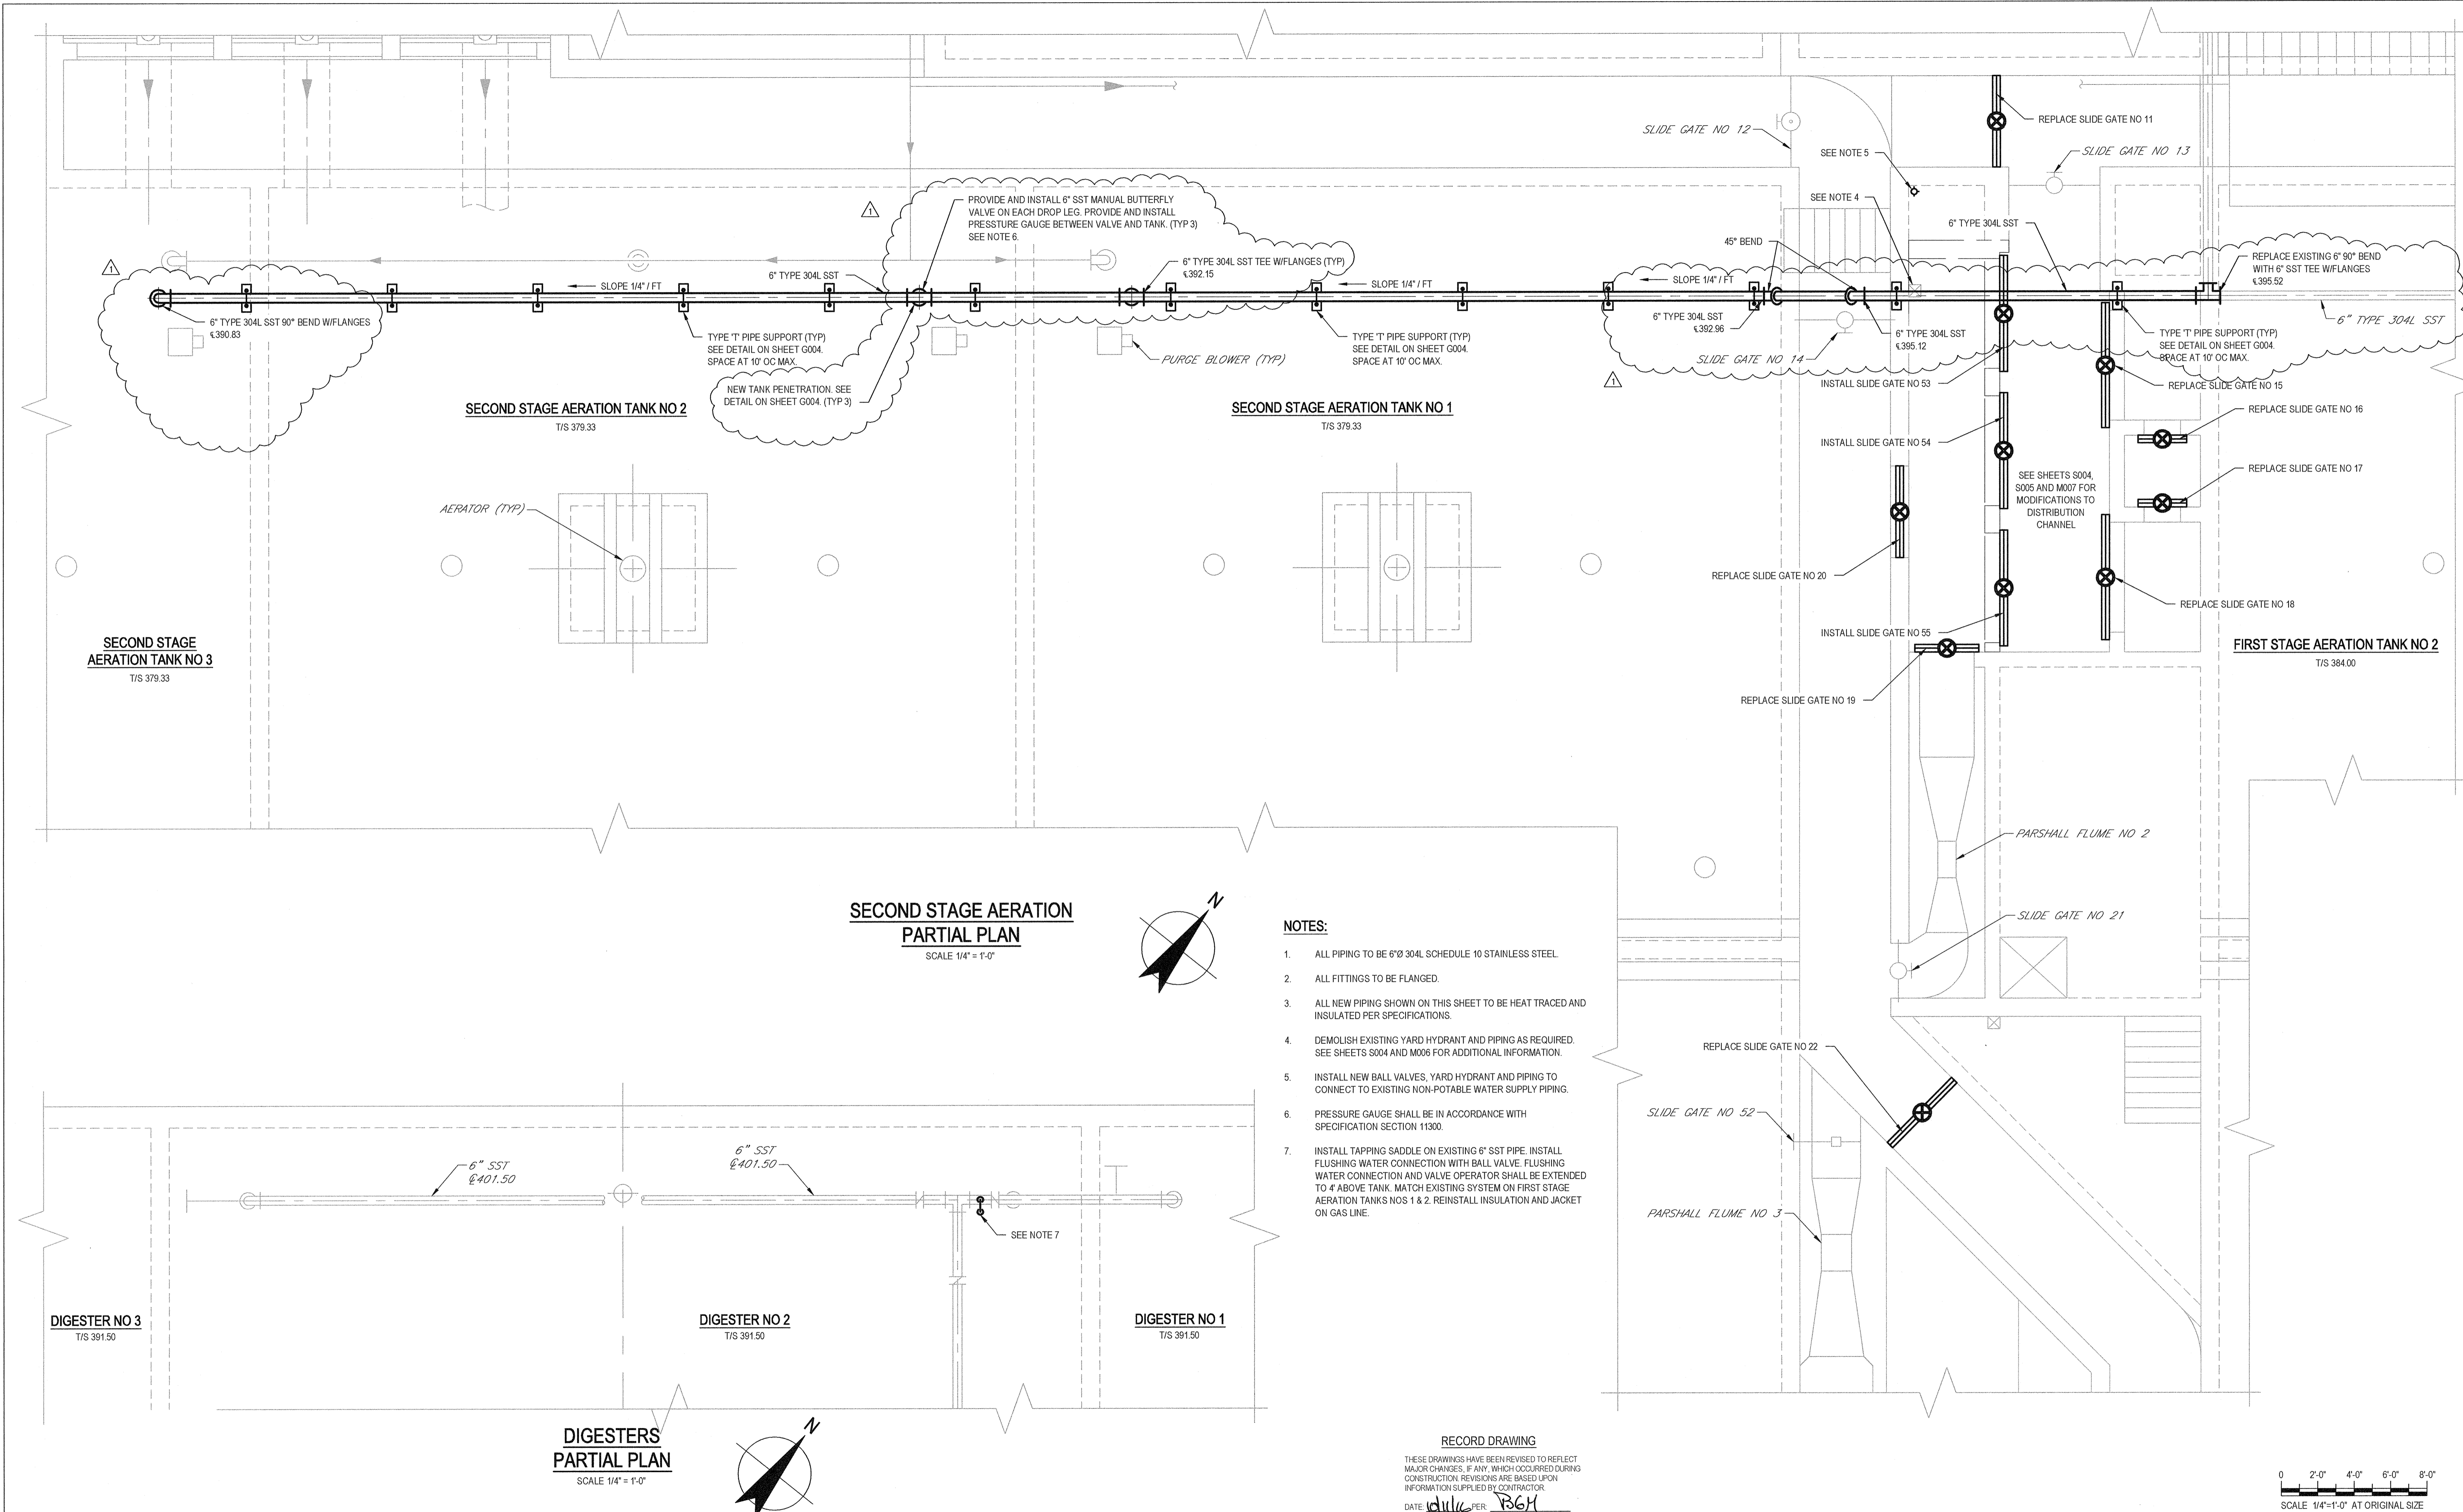 SLIDE GATE NO 12
REPLACE SLIDE GATE NO 11
SEE NOTE 5
SLIDE GATE NO 13
1
PROVIDE AND INSTALL 6" SST MANUAL BUTTERFLY
VALVE ON EACH DROP LEG. PROVIDE AND INSTALL
PRESSTURE GAUGE BETWEEN VALVE AND TANK. (TYP 3)
SEE NOTE 6.
SEE NOTE 4
6" TYPE 304L SST
45° BEND
REPLACE EXISTING 6" 90° BEND
WITH 6" SST TEE W/FLANGES
℄395.52
1
6" TYPE 304L SST TEE W/FLANGES (TYP)
℄392.15
6" TYPE 304L SST
SLOPE 1/4" / FT
SLOPE 1/4" / FT
SLOPE 1/4" / FT
6" TYPE 304L SST 90° BEND W/FLANGES
℄390.83
6" TYPE 304L SST
℄392.96
6" TYPE 304L SST
℄395.12
6" TYPE 304L SST
TYPE 'T' PIPE SUPPORT (TYP)
SEE DETAIL ON SHEET G004.
SPACE AT 10' OC MAX.
PURGE BLOWER (TYP)
TYPE 'T' PIPE SUPPORT (TYP)
SEE DETAIL ON SHEET G004.
SPACE AT 10' OC MAX.
SLIDE GATE NO 14
TYPE 'T' PIPE SUPPORT (TYP)
SEE DETAIL ON SHEET G004.
SPACE AT 10' OC MAX.
1
NEW TANK PENETRATION. SEE
DETAIL ON SHEET G004. (TYP 3)
INSTALL SLIDE GATE NO 53
REPLACE SLIDE GATE NO 15
SECOND STAGE AERATION TANK NO 2
T/S 379.33
SECOND STAGE AERATION TANK NO 1
T/S 379.33
REPLACE SLIDE GATE NO 16
INSTALL SLIDE GATE NO 54
REPLACE SLIDE GATE NO 17
SEE SHEETS S004,
S005 AND M007 FOR
MODIFICATIONS TO
DISTRIBUTION
CHANNEL
AERATOR (TYP)
REPLACE SLIDE GATE NO 20
REPLACE SLIDE GATE NO 18
INSTALL SLIDE GATE NO 55
SECOND STAGE
AERATION TANK NO 3
T/S 379.33
FIRST STAGE AERATION TANK NO 2
T/S 384.00
REPLACE SLIDE GATE NO 19
PARSHALL FLUME NO 2
SECOND STAGE AERATION
PARTIAL PLAN
SCALE 1/4" = 1'-0"
N
SLIDE GATE NO 21
NOTES:
1. ALL PIPING TO BE 6"Ø 304L SCHEDULE 10 STAINLESS STEEL.
2. ALL FITTINGS TO BE FLANGED.
3. ALL NEW PIPING SHOWN ON THIS SHEET TO BE HEAT TRACED AND
INSULATED PER SPECIFICATIONS.
4. DEMOLISH EXISTING YARD HYDRANT AND PIPING AS REQUIRED.
SEE SHEETS S004 AND M006 FOR ADDITIONAL INFORMATION.
5. INSTALL NEW BALL VALVES, YARD HYDRANT AND PIPING TO
CONNECT TO EXISTING NON-POTABLE WATER SUPPLY PIPING.
6. PRESSURE GAUGE SHALL BE IN ACCORDANCE WITH
SPECIFICATION SECTION 11300.
7. INSTALL TAPPING SADDLE ON EXISTING 6" SST PIPE. INSTALL
FLUSHING WATER CONNECTION WITH BALL VALVE. FLUSHING
WATER CONNECTION AND VALVE OPERATOR SHALL BE EXTENDED
TO 4' ABOVE TANK. MATCH EXISTING SYSTEM ON FIRST STAGE
AERATION TANKS NOS 1 & 2. REINSTALL INSULATION AND JACKET
ON GAS LINE.
REPLACE SLIDE GATE NO 22
SLIDE GATE NO 52
PARSHALL FLUME NO 3
6" SST
℄401.50
6" SST
℄401.50
SEE NOTE 7
DIGESTER NO 3
T/S 391.50
DIGESTER NO 2
T/S 391.50
DIGESTER NO 1
T/S 391.50
DIGESTERS
PARTIAL PLAN
SCALE 1/4" = 1'-0"
N
RECORD DRAWING
THESE DRAWINGS HAVE BEEN REVISED TO REFLECT
MAJOR CHANGES, IF ANY, WHICH OCCURRED DURING
CONSTRUCTION. REVISIONS ARE BASED UPON
INFORMATION SUPPLIED BY CONTRACTOR.
DATE: PER: BGM
0 2'-0" 4'-0" 6'-0" 8'-0"
SCALE 1/4"=1'-0" AT ORIGINAL SIZE